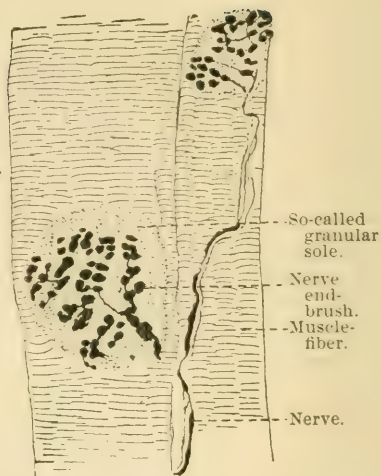 So-called
granular
sole.
Nerve
end-
brush.
Muscle-
fiber.
Nerve.